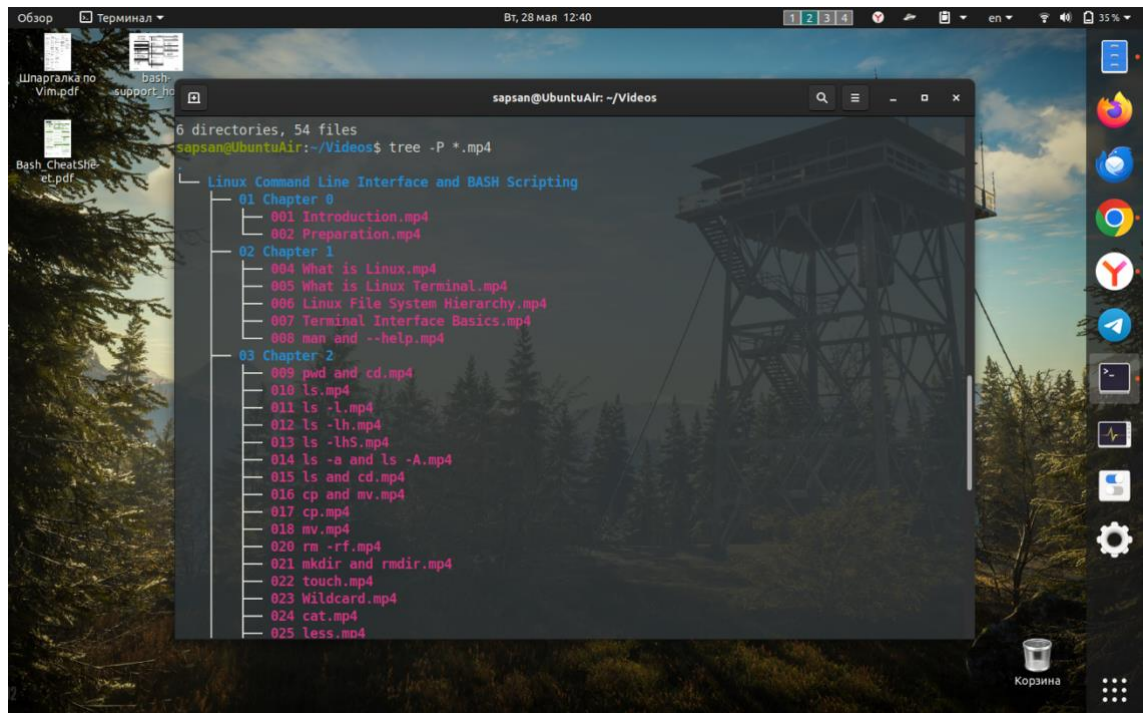 Обзор Терминал Вт, 28 мая 12:40 1 2 3 4 en 35 %
Шпаргалка по
Vim.pdf
bash-
support_ho
Bash_CheatShe-
et.pdf
sapsan@UbuntuAir: ~/Videos
6 directories, 54 files
sapsan@UbuntuAir:~/Videos$ tree -P *.mp4
.
└── Linux Command Line Interface and BASH Scripting
    ├── 01 Chapter 0
    │   ├── 001 Introduction.mp4
    │   └── 002 Preparation.mp4
    ├── 02 Chapter 1
    │   ├── 004 What is Linux.mp4
    │   ├── 005 What is Linux Terminal.mp4
    │   ├── 006 Linux File System Hierarchy.mp4
    │   ├── 007 Terminal Interface Basics.mp4
    │   └── 008 man and --help.mp4
    ├── 03 Chapter 2
    │   ├── 009 pwd and cd.mp4
    │   ├── 010 ls.mp4
    │   ├── 011 ls -l.mp4
    │   ├── 012 ls -lh.mp4
    │   ├── 013 ls -lhS.mp4
    │   ├── 014 ls -a and ls -A.mp4
    │   ├── 015 ls and cd.mp4
    │   ├── 016 cp and mv.mp4
    │   ├── 017 cp.mp4
    │   ├── 018 mv.mp4
    │   ├── 020 rm -rf.mp4
    │   ├── 021 mkdir and rmdir.mp4
    │   ├── 022 touch.mp4
    │   ├── 023 Wildcard.mp4
    │   ├── 024 cat.mp4
    │   ├── 025 less.mp4
Корзина